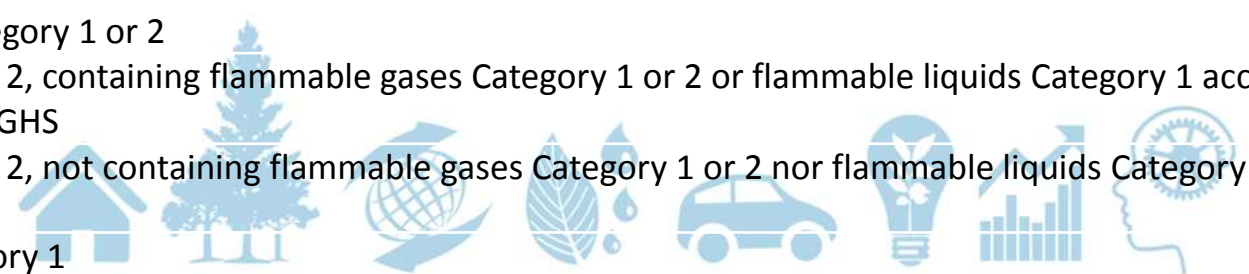 egory 1 or 2
2, containing flammable gases Category 1 or 2 or flammable liquids Category 1 acc
GHS
2, not containing flammable gases Category 1 or 2 nor flammable liquids Category
ory 1